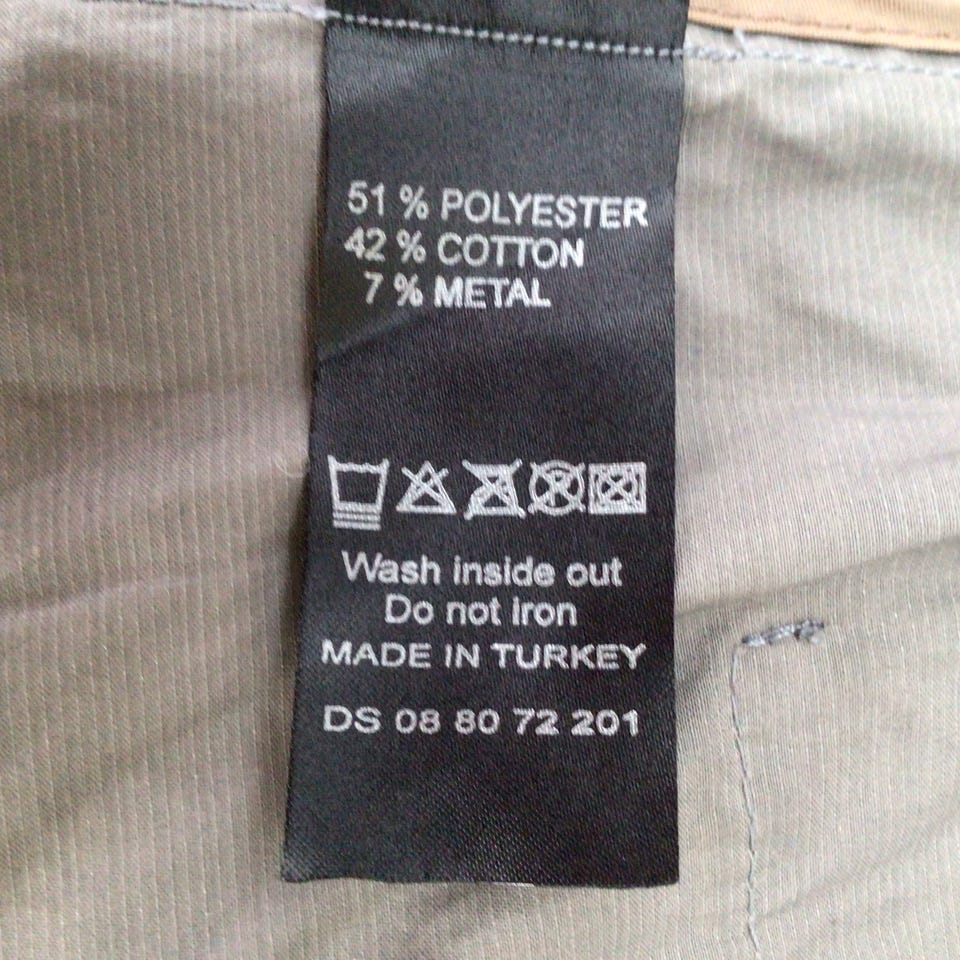 51 % POLYESTER
42 % COTTON
7 % METAL
Wash inside out
Do not Iron
MADE IN TURKEY
DS 08 80 72 201